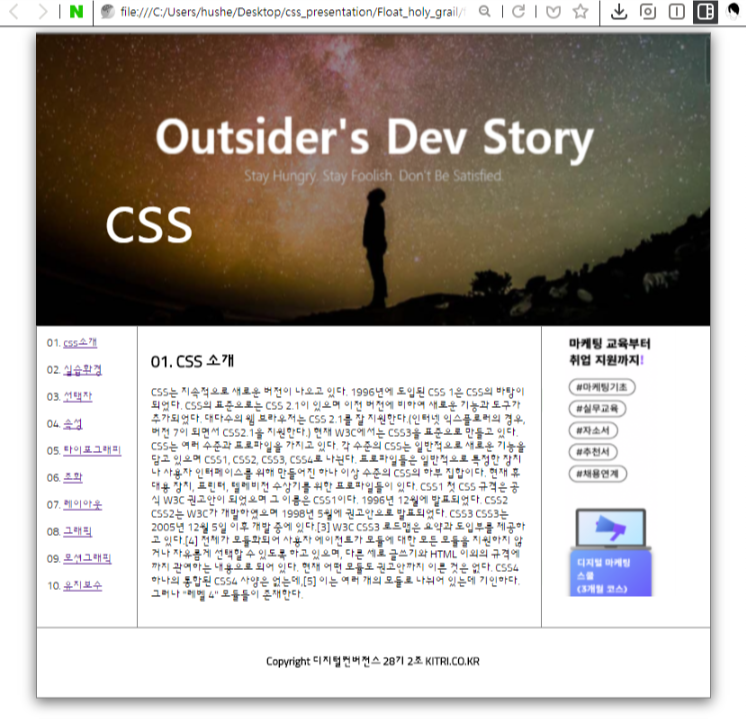 file:///C:/Users/hushe/Desktop/css_presentation/Float_holy_grail/
Outsider's Dev Story
Stay Hungry. Stay Foolish. Don't Be Satisfied.
CSS
01. css소개
02. 실습환경
03. 선택자
04. 속성
05. 타이포그래피
06. 조화
07. 레이아웃
08. 그래픽
09. 모션그래픽
10. 유지보수
01. CSS 소개
CSS는 지속적으로 새로운 버전이 나오고 있다. 1996년에 도입된 CSS 1은 CSS의 바탕이
되었다. CSS의 표준으로는 CSS 2.1이 있으며 이전 버전에 비하여 새로운 기능과 도구가
추가되었다. 대다수의 웹 브라우저는 CSS 2.1를 잘 지원한다.(인터넷 익스플로러의 경우,
버전 7이 되면서 CSS2.1을 지원한다.) 현재 W3C에서는 CSS3을 표준으로 만들고 있다.
CSS는 여러 수준과 프로파일을 가지고 있다. 각 수준의 CSS는 일반적으로 새로운 기능을
담고 있으며 CSS1, CSS2, CSS3, CSS4로 나뉜다. 프로파일들은 일반적으로 특정한 장치
나 사용자 인터페이스를 위해 만들어진 하나 이상 수준의 CSS의 하부 집합이다. 현재 휴
대용 장치, 프린터, 텔레비전 수상기를 위한 프로파일들이 있다. CSS1 첫 CSS 규격은 공
식 W3C 권고안이 되었으며 그 이름은 CSS1이다. 1996년 12월에 발표되었다. CSS2
CSS2는 W3C가 개발하였으며 1998년 5월에 권고안으로 발표되었다. CSS3 CSS3는
2005년 12월 5일 이후 개발 중에 있다.[3] W3C CSS3 로드맵은 요약과 도입부를 제공하
고 있다.[4] 전체가 모듈화되어 사용자 에이전트가 모듈에 대한 모든 모듈을 지원하지 않
거나 자유롭게 선택할 수 있도록 하고 있으며, 다른 세로 글쓰기와 HTML 이외의 규격에
까지 관여하는 내용으로 되어 있다. 현재 어떤 모듈도 권고안까지 이른 것은 없다. CSS4
하나의 통합된 CSS4 사양은 없는데,[5] 이는 여러 개의 모듈로 나뉘어 있는데 기인하다.
그러나 "레벨 4" 모듈들이 존재한다.
마케팅 교육부터
취업 지원까지!
#마케팅기초
#실무교육
#자소서
#추천서
#채용연계
디지털 마케팅
스쿨
(3개월 코스)
Copyright 디지털컨버전스 28기 2조 KITRI.CO.KR